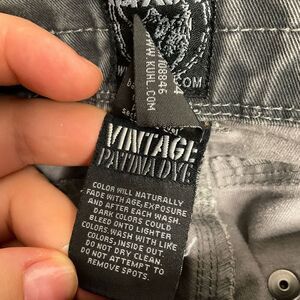 WWW.KUHL.COM
VINTAGE
PATINA DYE
COLOR WILL NATURALLY
FADE WITH AGE, EXPOSURE
AND AFTER EACH WASH.
DARK COLORS COULD
BLEED ONTO LIGHTER
COLORS. WASH WITH LIKE
COLORS, INSIDE OUT.
DO NOT DRY CLEAN.
DO NOT ATTEMPT TO
REMOVE SPOTS.